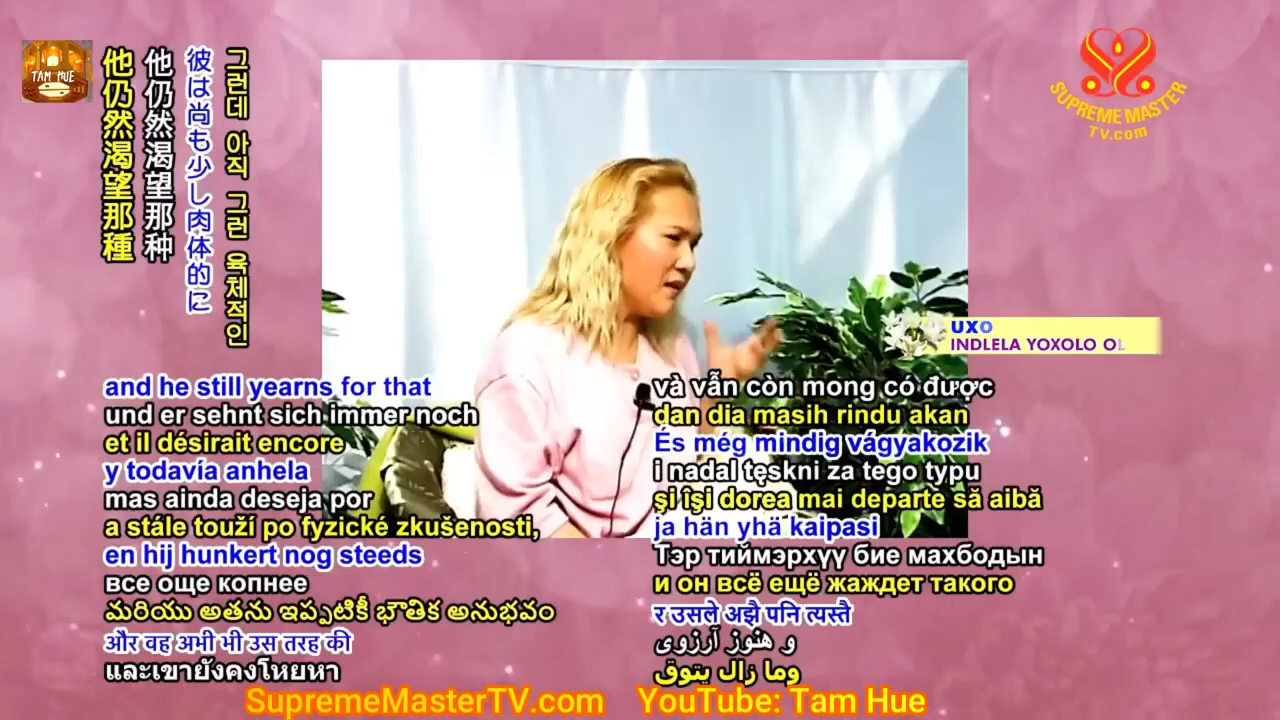 TAM HUE
他仍然渴望那種
他仍然渴望那种
彼は尚も少し肉体的に
그런데 아직 그런 육체적인
SUPREME MASTER
TV.com
UXO
INDLELA YOXOLO OL
and he still yearns for that
und er sehnt sich immer noch
et il désirait encore
y todavía anhela
mas ainda deseja por
a stále touží po fyzické zkušenosti,
en hij hunkert nog steeds
все още копнее
మరియు అతను ఇప్పటికీ భౌతిక అనుభవం
और वह अभी भी उस तरह की
และเขายังคงโหยหา
và vẫn còn mong có được
dan dia masih rindu akan
És még mindig vágyakozik
i nadal tęskni za tego typu
şi îşi dorea mai departe să aibă
ja hän yhä kaipasi
Тэр тиймэрхүү бие махбодын
и он всё ещё жаждет такого
र उसले अझै पनि त्यस्तै
و هنوز آرزوی
وما زال يتوق
SupremeMasterTV.com YouTube: Tam Hue